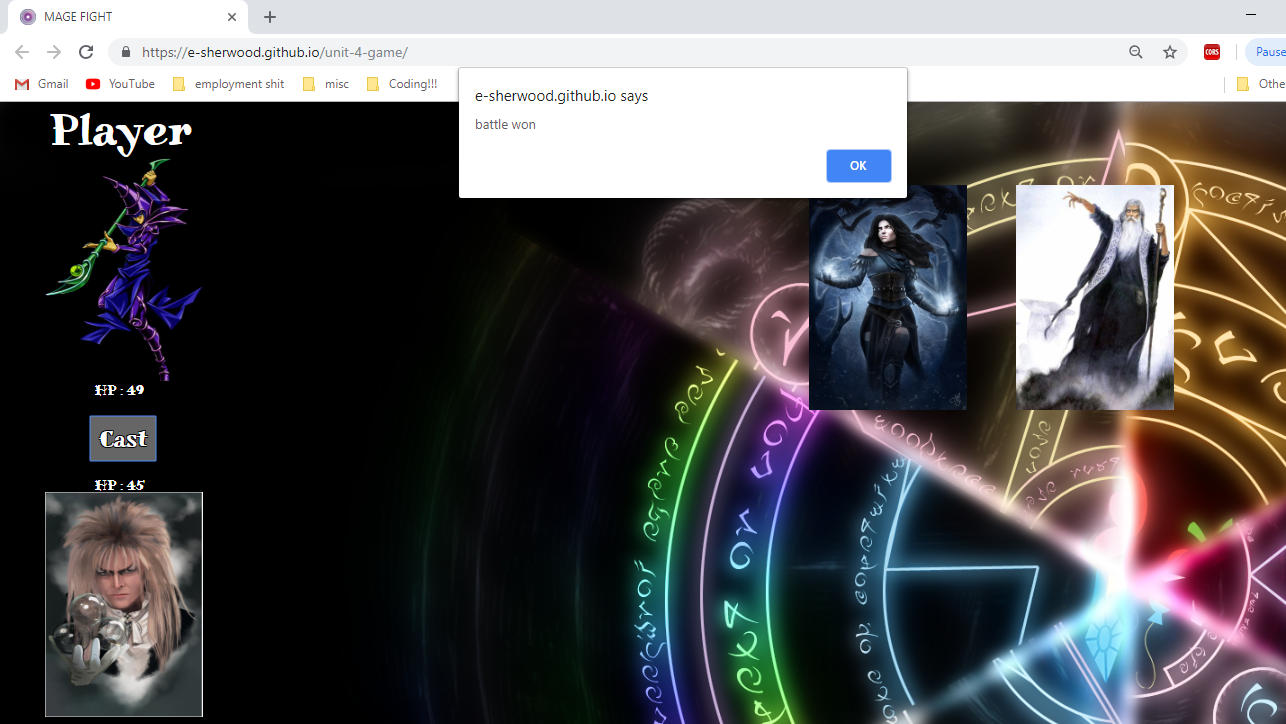 MAGE FIGHT
https://e-sherwood.github.io/unit-4-game/
CORS
Pause
Gmail
YouTube
employment shit
misc
Coding!!!
Othe
e-sherwood.github.io says
battle won
OK
Player
HP : 49
Cast
HP : 45